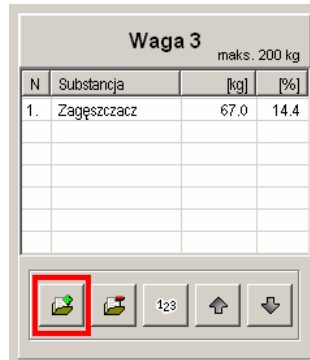 Waga 3 maks. 200 kg
N Substancja [kg] [%]
1. Zagęszczacz 67.0 14.4
123